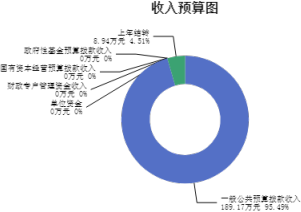 收入预算图
上年结转
8.94万元 4.51%
政府性基金预算拨款收入
0万元 0%
国有资本经营预算拨款收入
0万元 0%
财政专户管理资金收入
0万元 0%
单位资金
0万元 0%
一般公共预算拨款收入
189.17万元 95.49%